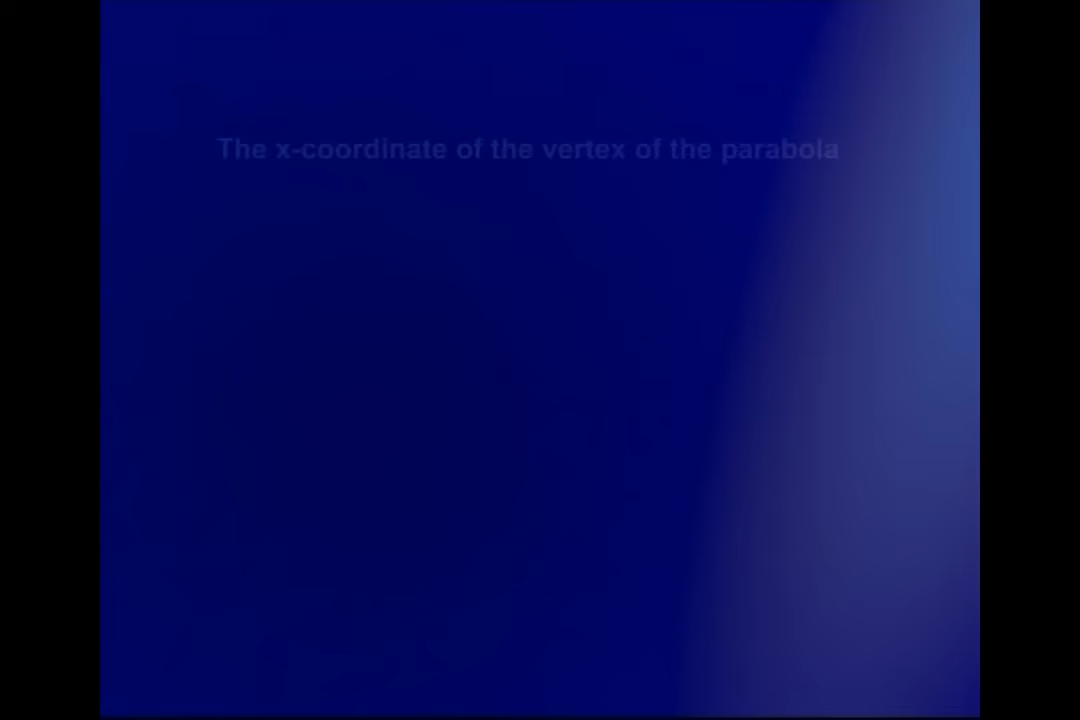 The x-coordinate of the vertex of the parabola